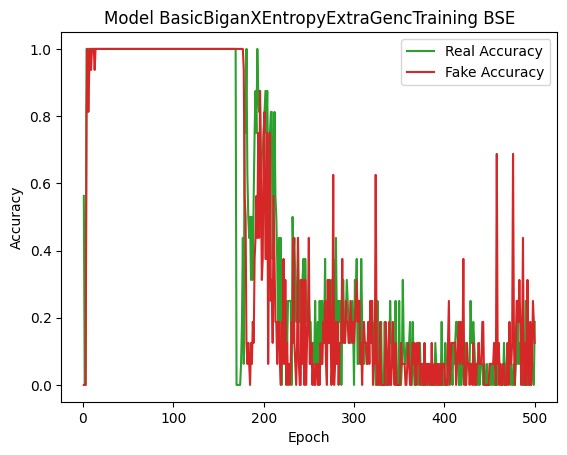 Model BasicBiganXEntropyExtraGencTraining BSE
Real Accuracy
Fake Accuracy
Accuracy
1.0
0.8
0.6
0.4
0.2
0.0
0
100
200
300
400
500
Epoch